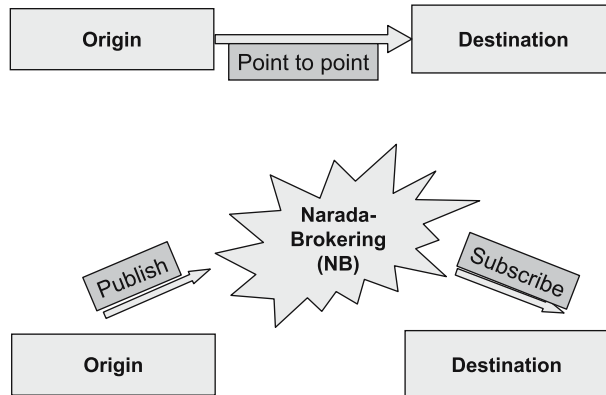 Origin
Point to point
Destination
Narada-
Brokering
(NB)
Publish
Subscribe
Origin
Destination